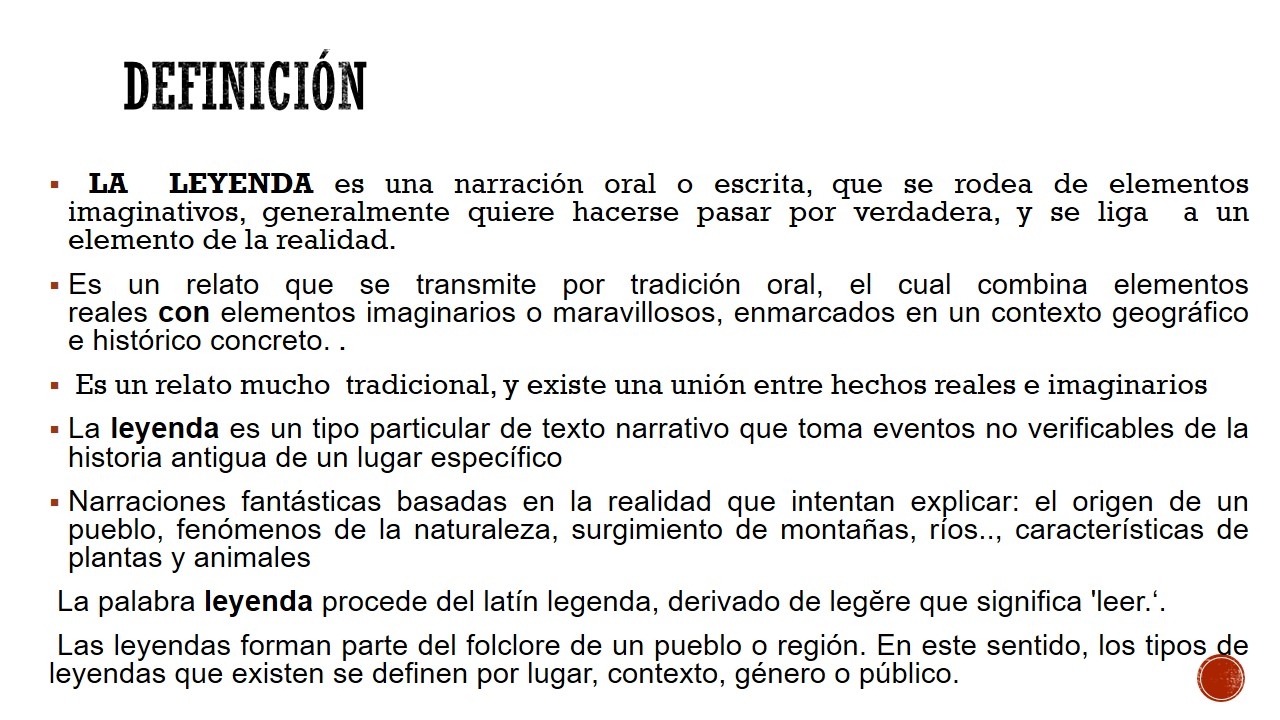 DEFINICIÓN
▪ LA LEYENDA es una narración oral o escrita, que se rodea de elementos
imaginativos, generalmente quiere hacerse pasar por verdadera, y se liga a un
elemento de la realidad.
▪ Es un relato que se transmite por tradición oral, el cual combina elementos
reales con elementos imaginarios o maravillosos, enmarcados en un contexto geográfico
e histórico concreto. .
▪ Es un relato mucho tradicional, y existe una unión entre hechos reales e imaginarios
▪ La leyenda es un tipo particular de texto narrativo que toma eventos no verificables de la
historia antigua de un lugar específico
▪ Narraciones fantásticas basadas en la realidad que intentan explicar: el origen de un
pueblo, fenómenos de la naturaleza, surgimiento de montañas, ríos.., características de
plantas y animales
La palabra leyenda procede del latín legenda, derivado de legĕre que significa 'leer.‘.
Las leyendas forman parte del folclore de un pueblo o región. En este sentido, los tipos de
leyendas que existen se definen por lugar, contexto, género o público.